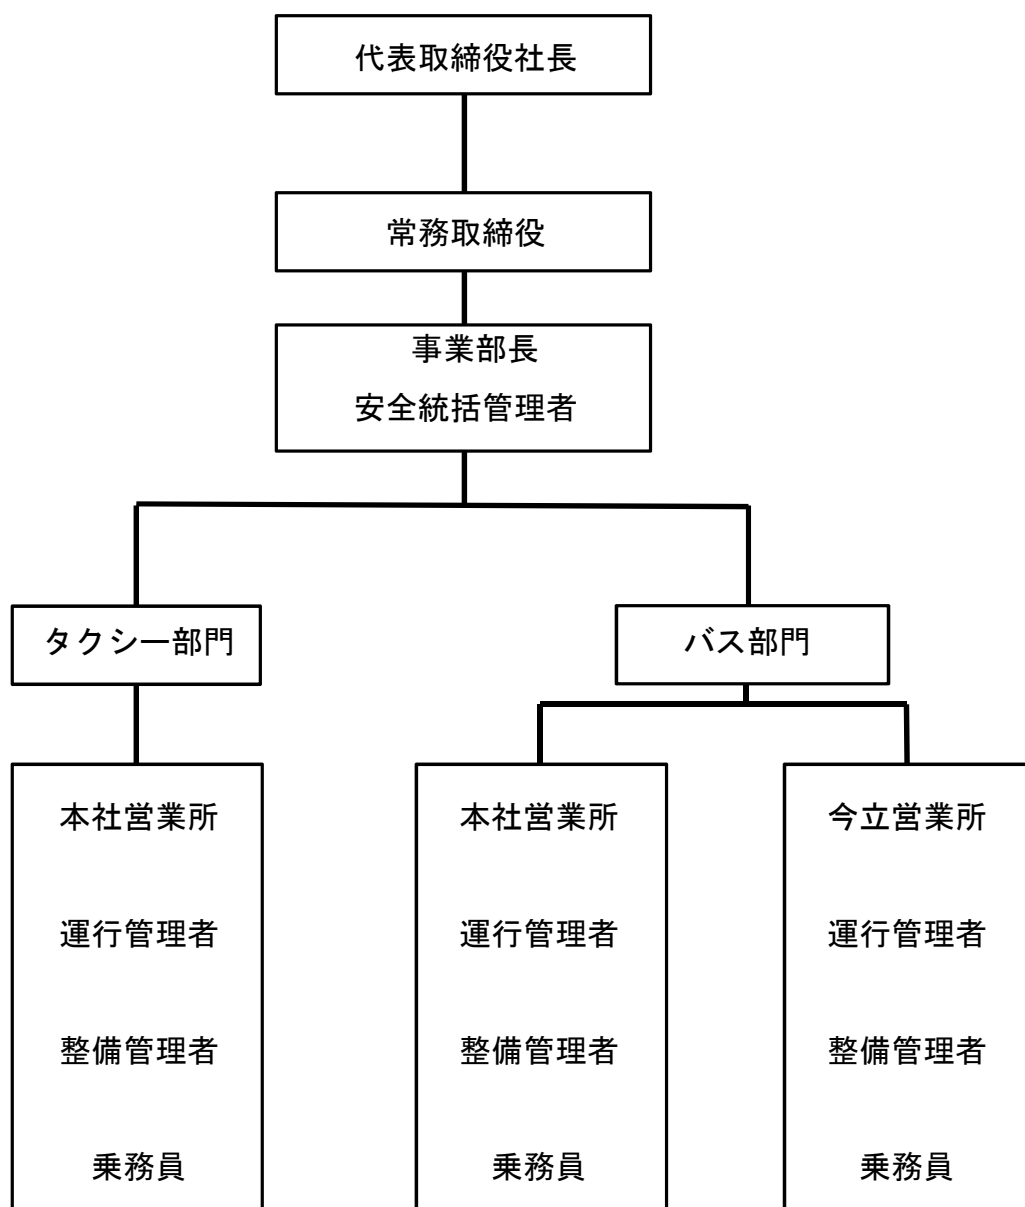 代表取締役社長
常務取締役
事業部長
安全統括管理者
タクシー部門
バス部門
本社営業所
運行管理者
整備管理者
乗務員
本社営業所
運行管理者
整備管理者
乗務員
今立営業所
運行管理者
整備管理者
乗務員